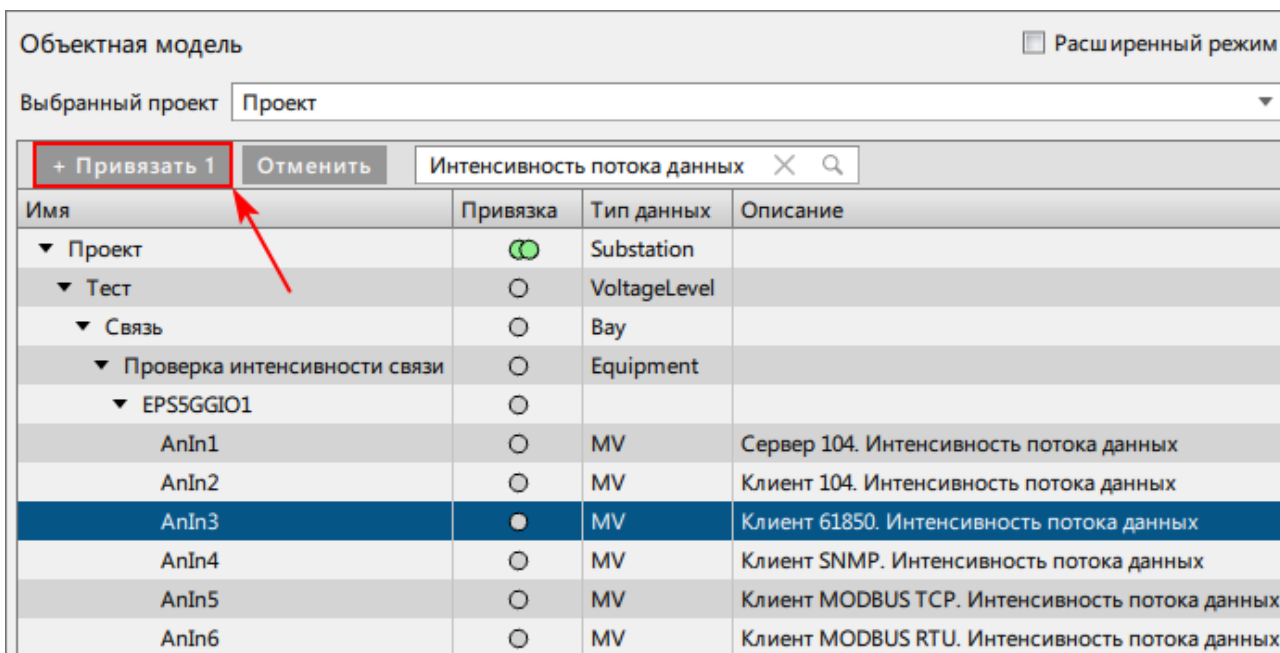 Объектная модель Расширенный режим
Выбранный проект Проект
+ Привязать 1 Отменить Интенсивность потока данных
Имя Привязка Тип данных Описание
Проект Substation
Тест VoltageLevel
Связь Bay
Проверка интенсивности связи Equipment
EPS5GGIO1
AnIn1 MV Сервер 104. Интенсивность потока данных
AnIn2 MV Клиент 104. Интенсивность потока данных
AnIn3 MV Клиент 61850. Интенсивность потока данных
AnIn4 MV Клиент SNMP. Интенсивность потока данных
AnIn5 MV Клиент MODBUS TCP. Интенсивность потока данных
AnIn6 MV Клиент MODBUS RTU. Интенсивность потока данных